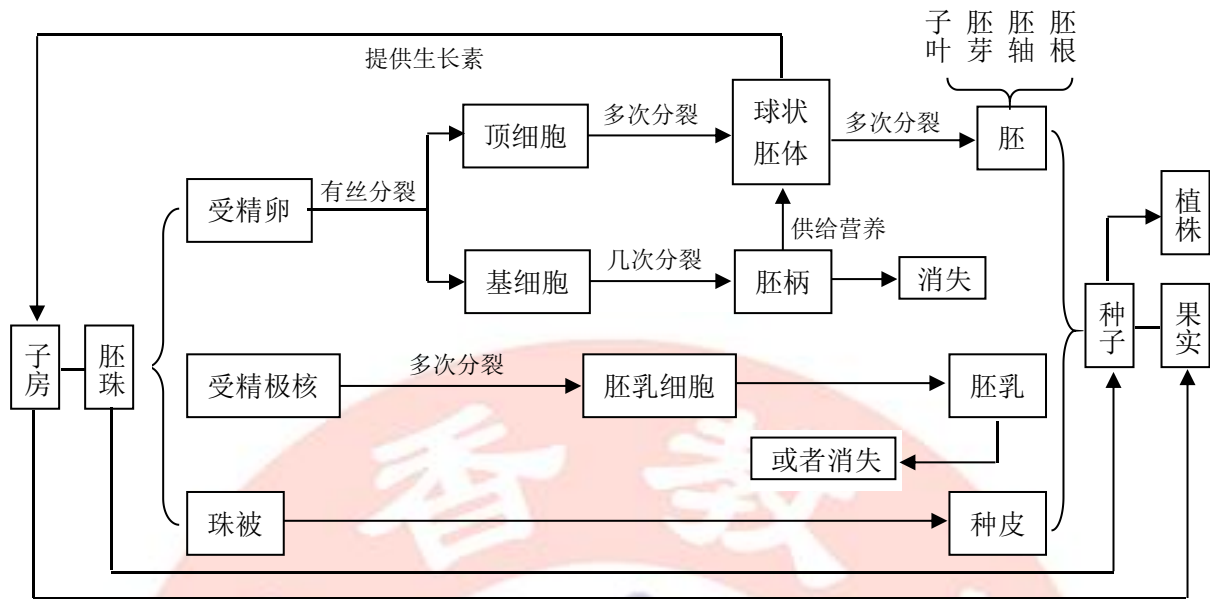 子叶
胚芽
胚轴
胚根
提供生长素
顶细胞
多次分裂
球状
胚体
多次分裂
胚
受精卵
有丝分裂
供给营养
植株
基细胞
几次分裂
胚柄
消失
子房
胚珠
种子
果实
受精极核
多次分裂
胚乳细胞
胚乳
或者消失
珠被
种皮
香
教